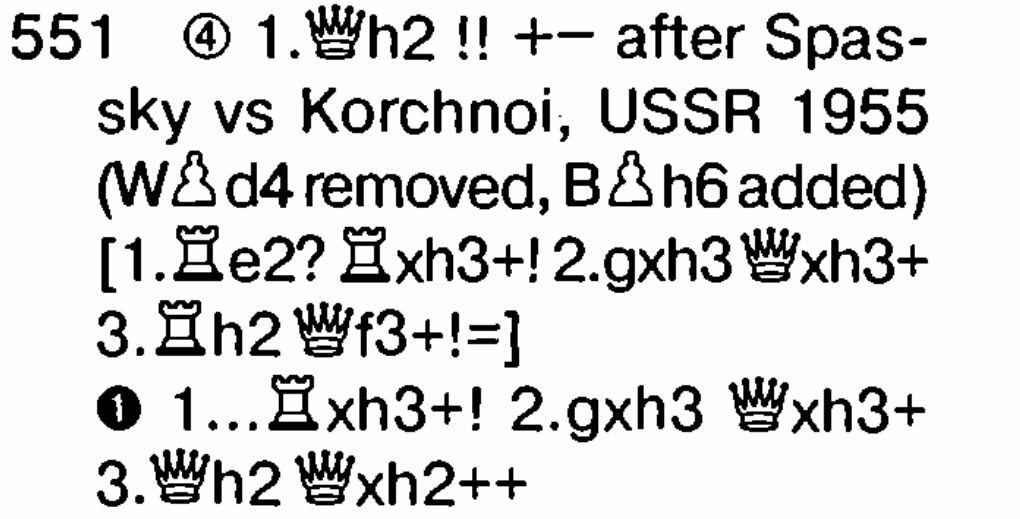 551 ④ 1.♕h2 !! +− after Spas-
sky vs Korchnoi, USSR 1955
(W♙d4 removed, B♙h6 added)
[1.♖e2? ♖xh3+! 2.gxh3 ♕xh3+
3.♖h2 ♕f3+!=]
❶ 1...♖xh3+! 2.gxh3 ♕xh3+
3.♕h2 ♕xh2++